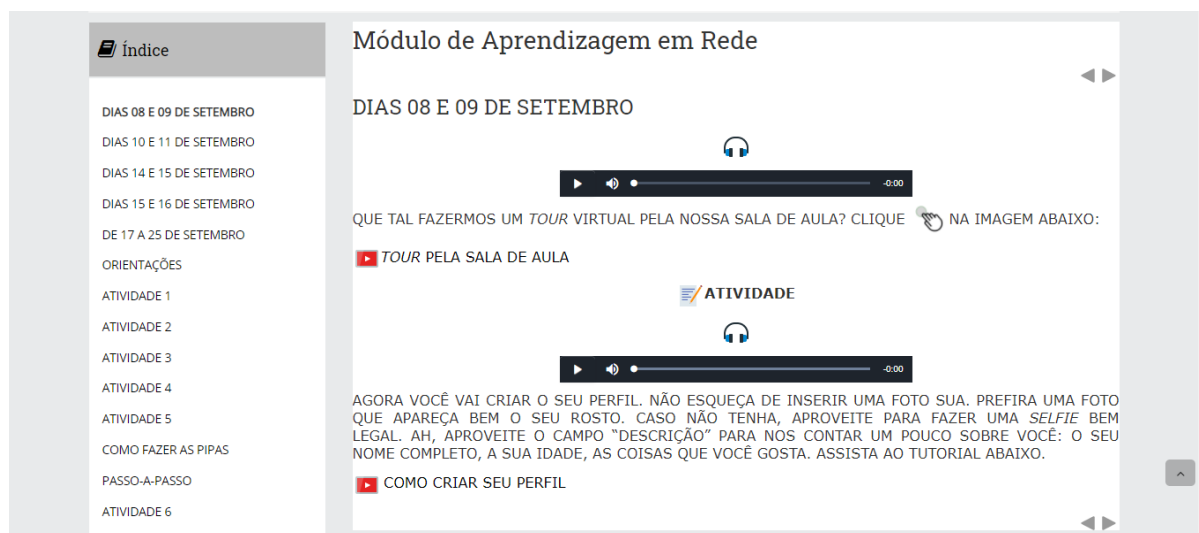 Índice
DIAS 08 E 09 DE SETEMBRO
DIAS 10 E 11 DE SETEMBRO
DIAS 14 E 15 DE SETEMBRO
DIAS 15 E 16 DE SETEMBRO
DE 17 A 25 DE SETEMBRO
ORIENTAÇÕES
ATIVIDADE 1
ATIVIDADE 2
ATIVIDADE 3
ATIVIDADE 4
ATIVIDADE 5
COMO FAZER AS PIPAS
PASSO-A-PASSO
ATIVIDADE 6
Módulo de Aprendizagem em Rede
DIAS 08 E 09 DE SETEMBRO
-0:00
QUE TAL FAZERMOS UM TOUR VIRTUAL PELA NOSSA SALA DE AULA? CLIQUE NA IMAGEM ABAIXO:
TOUR PELA SALA DE AULA
ATIVIDADE
-0:00
AGORA VOCÊ VAI CRIAR O SEU PERFIL. NÃO ESQUEÇA DE INSERIR UMA FOTO SUA. PREFIRA UMA FOTO
QUE APAREÇA BEM O SEU ROSTO. CASO NÃO TENHA, APROVEITE PARA FAZER UMA SELFIE BEM
LEGAL. AH, APROVEITE O CAMPO “DESCRIÇÃO” PARA NOS CONTAR UM POUCO SOBRE VOCÊ: O SEU
NOME COMPLETO, A SUA IDADE, AS COISAS QUE VOCÊ GOSTA. ASSISTA AO TUTORIAL ABAIXO.
COMO CRIAR SEU PERFIL